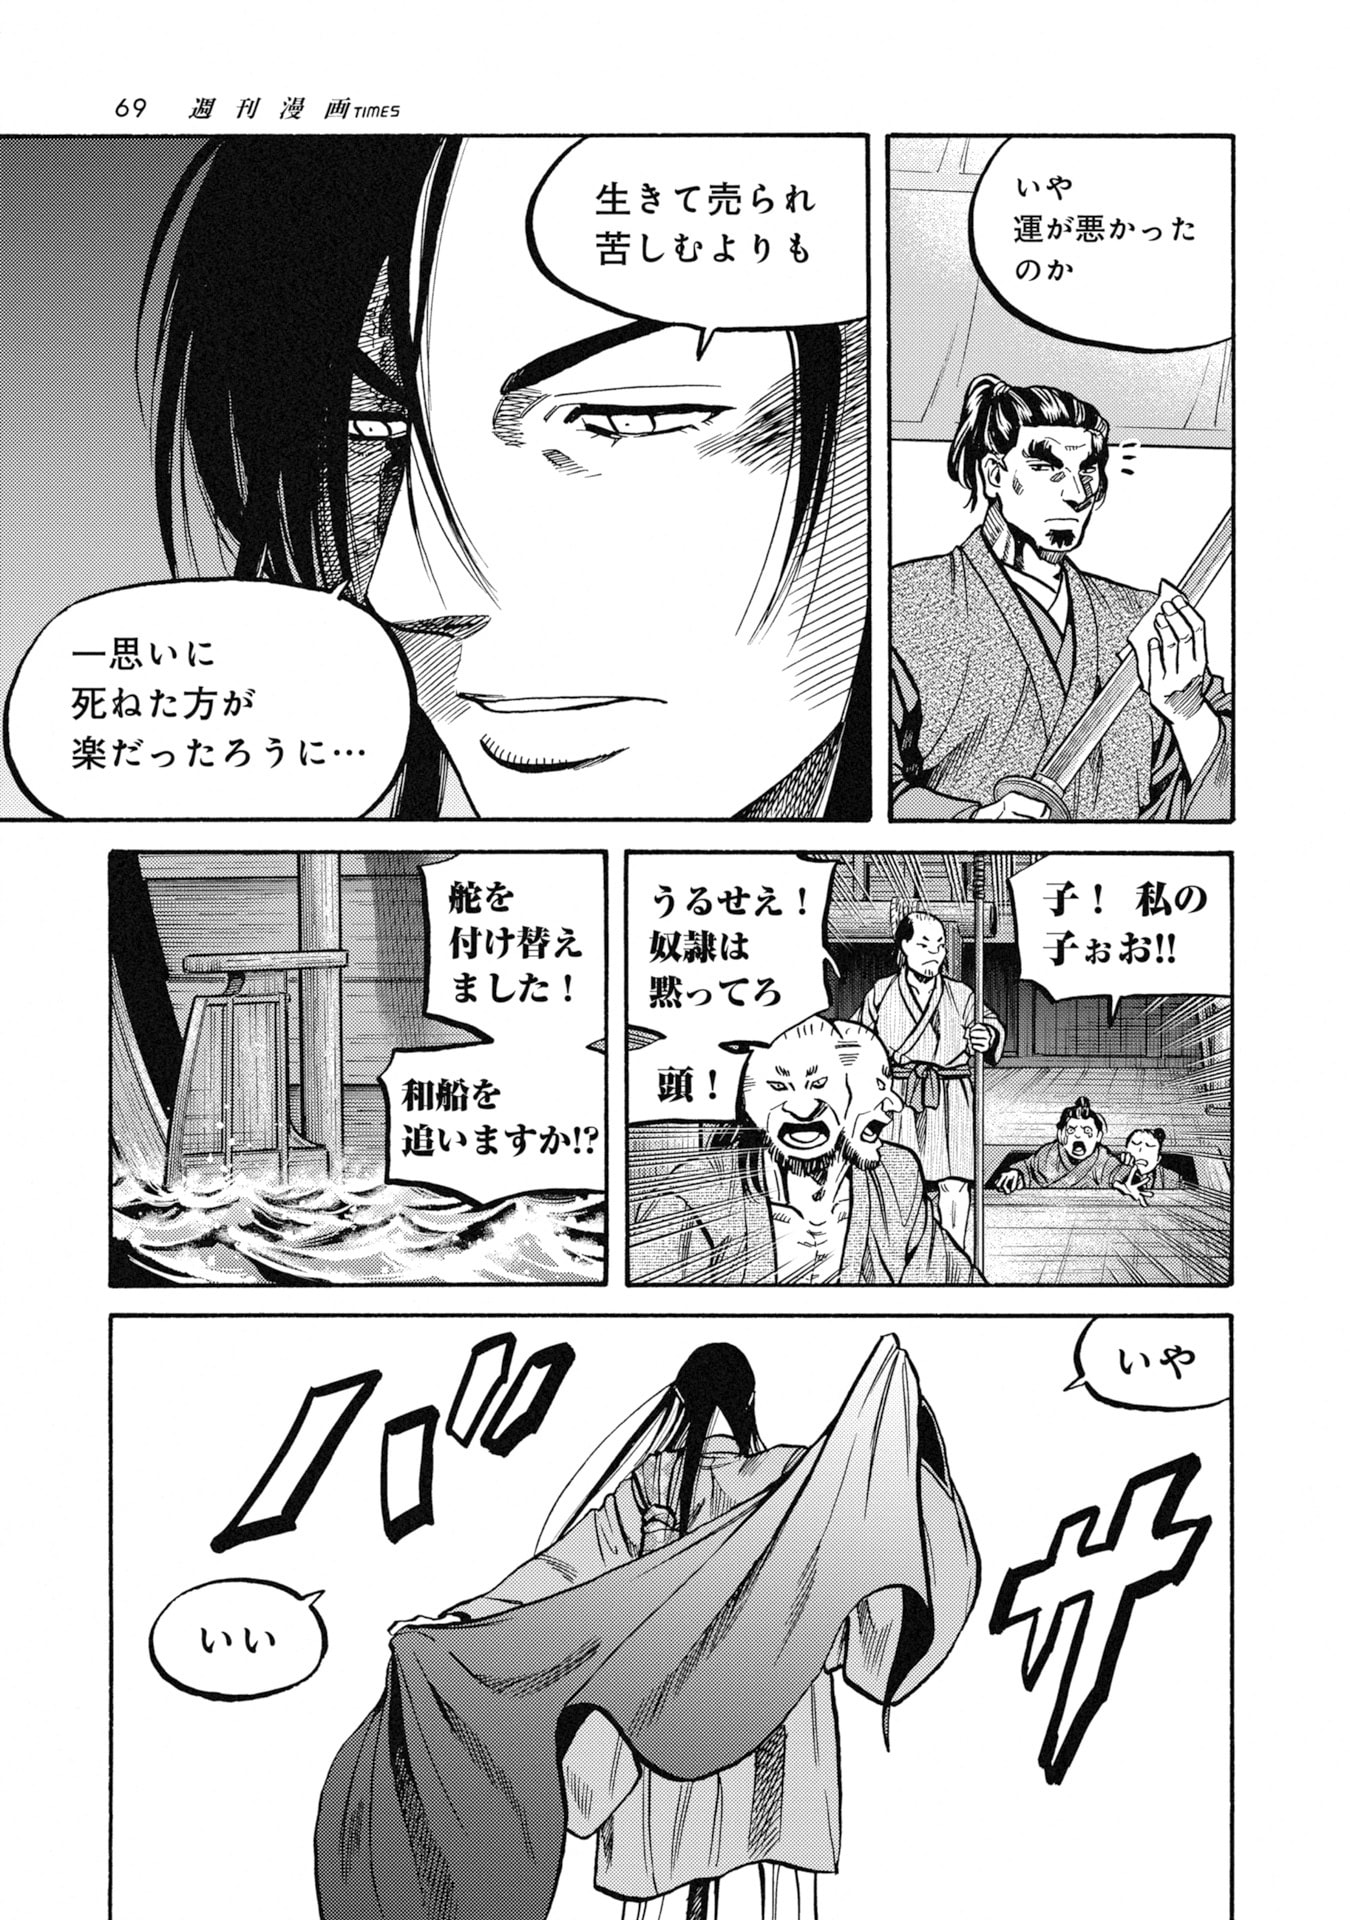 69 週刊漫画TIMES
いや
運が悪かった
のか
生きて売られ
苦しむよりも
一思いに
死ねた方が
楽だったろうに…
子！ 私の
子ぉお!!
うるせえ！
奴隷は
黙ってろ
頭！
舵を
付け替え
ました！
和船を
追いますか!?
いや
バサッ
いい